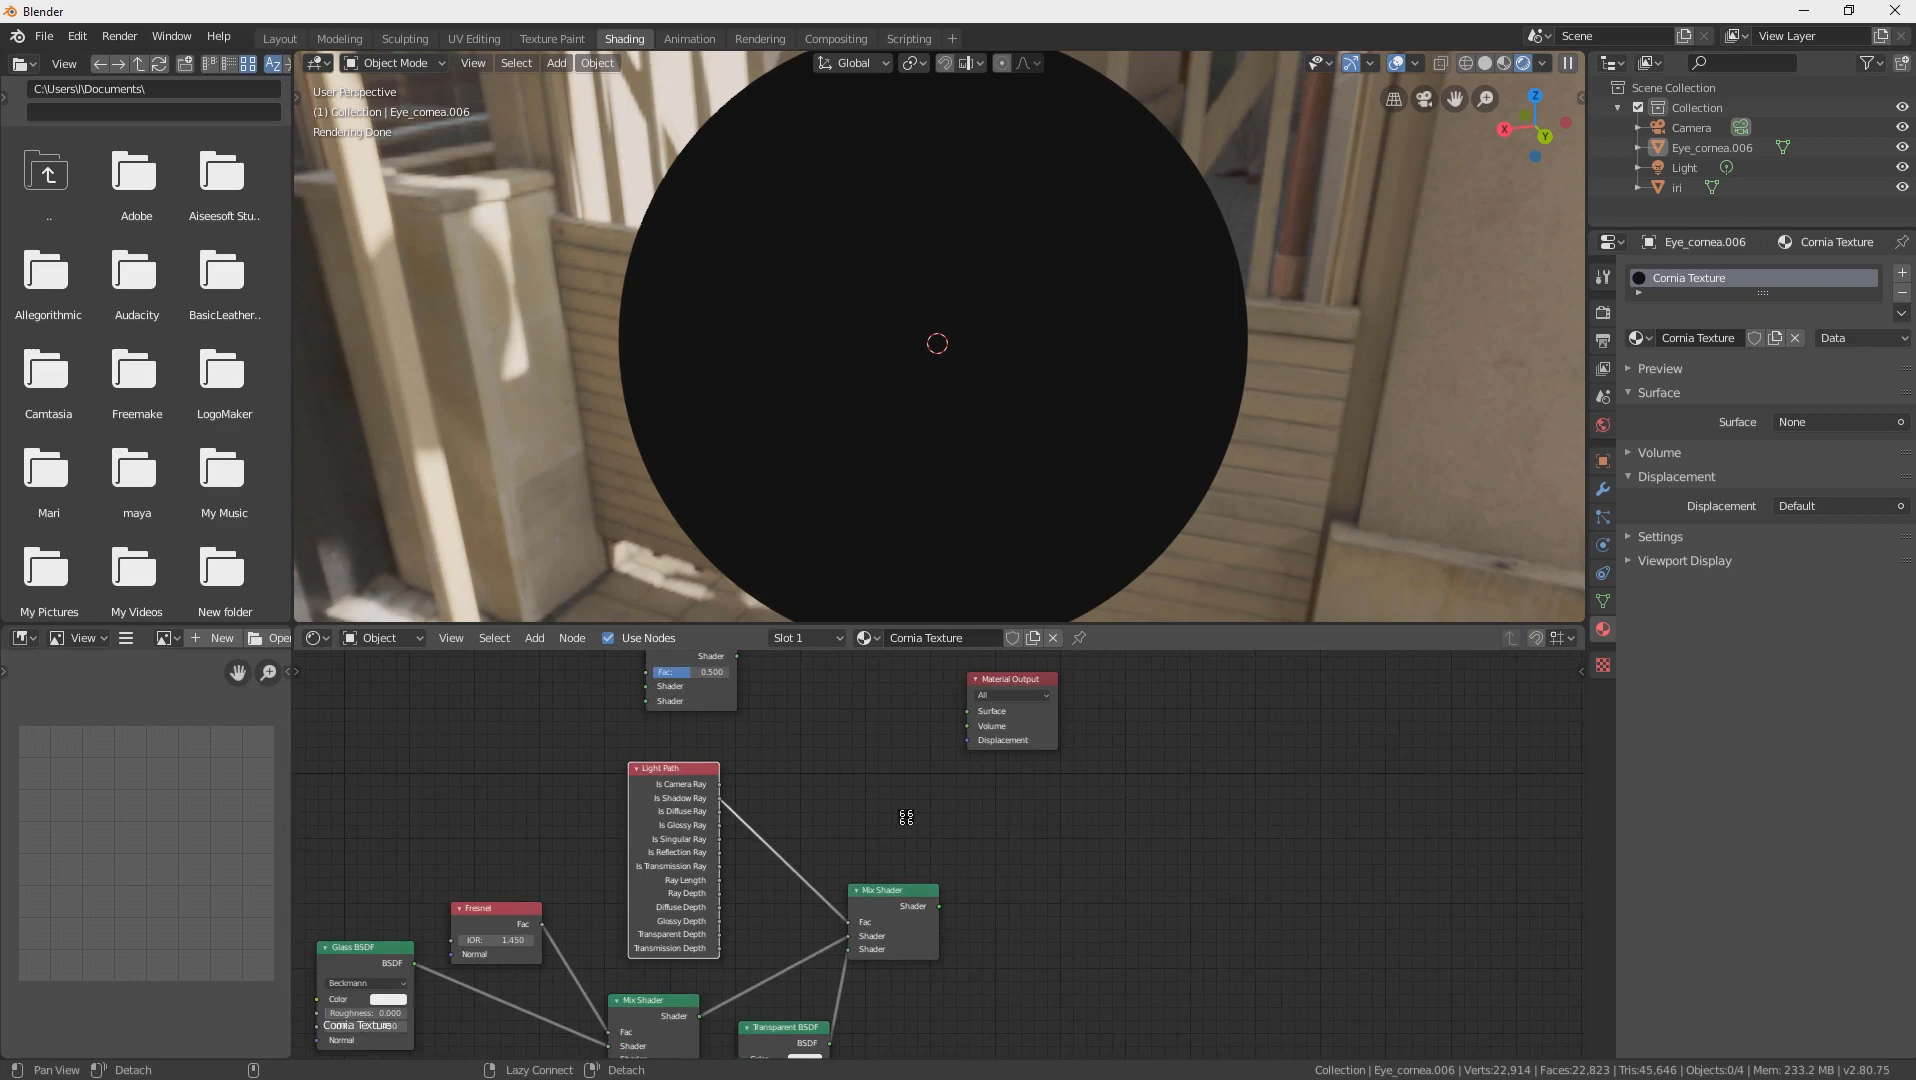 Blender
File Edit Render Window Help
Layout Modeling Sculpting UV Editing Texture Paint Shading Animation Rendering Compositing Scripting +
Scene
View Layer
View
C:\Users\I\Documents\
..
Adobe
Aiseesoft Stu..
Allegorithmic
Audacity
BasicLeather..
Camtasia
Freemake
LogoMaker
Mari
maya
My Music
My Pictures
My Videos
New folder
Object Mode View Select Add Object
Global
User Perspective
(1) Collection | Eye_cornea.006
Rendering Done
Z
X
Y
Scene Collection
Collection
Camera
Eye_cornea.006
Light
iri
Eye_cornea.006 Cornia Texture
Cornia Texture
Cornia Texture Data
Preview
Surface
Surface None
Volume
Displacement
Displacement Default
Settings
Viewport Display
View + New Open
Object View Select Add Node Use Nodes Slot 1 Cornia Texture
Shader
Fac: 0.500
Shader
Shader
Material Output
All
Surface
Volume
Displacement
Light Path
Is Camera Ray
Is Shadow Ray
Is Diffuse Ray
Is Glossy Ray
Is Singular Ray
Is Reflection Ray
Is Transmission Ray
Ray Length
Ray Depth
Diffuse Depth
Glossy Depth
Transparent Depth
Transmission Depth
Mix Shader
Shader
Fac
Shader
Shader
Fresnel
Fac
IOR: 1.450
Normal
Glass BSDF
BSDF
Beckmann
Color
Roughness: 0.000
Cornia Texture
Normal
Mix Shader
Shader
Fac
Shader
Transparent BSDF
BSDF
Pan View Detach Lazy Connect Detach
Collection | Eye_cornea.006 | Verts:22,914 | Faces:22,823 | Tris:45,646 | Objects:0/4 | Mem: 233.2 MB | v2.80.75